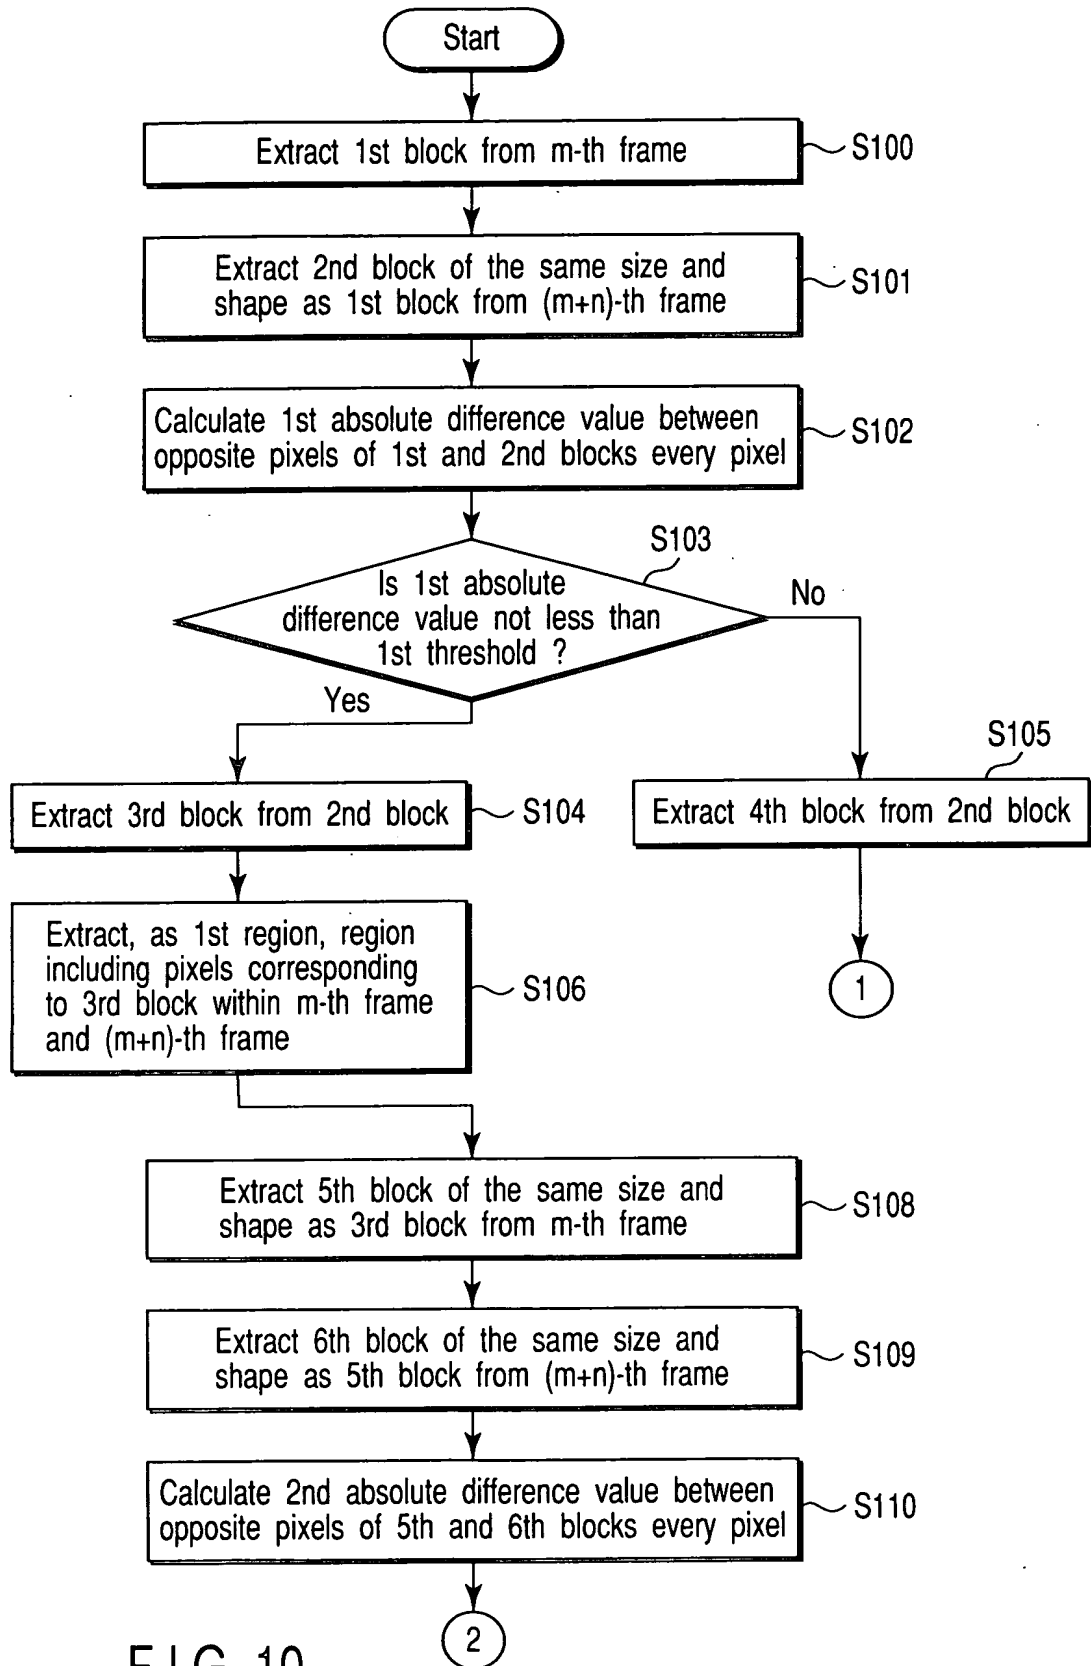 Start
Extract 1st block from m-th frame
S100
Extract 2nd block of the same size and
shape as 1st block from (m+n)-th frame
S101
Calculate 1st absolute difference value between
opposite pixels of 1st and 2nd blocks every pixel
S102
S103
Is 1st absolute
difference value not less than
1st threshold ?
No
Yes
S105
Extract 3rd block from 2nd block
S104
Extract 4th block from 2nd block
Extract, as 1st region, region
including pixels corresponding
to 3rd block within m-th frame
and (m+n)-th frame
S106
1
Extract 5th block of the same size and
shape as 3rd block from m-th frame
S108
Extract 6th block of the same size and
shape as 5th block from (m+n)-th frame
S109
Calculate 2nd absolute difference value between
opposite pixels of 5th and 6th blocks every pixel
S110
2
FIG. 10